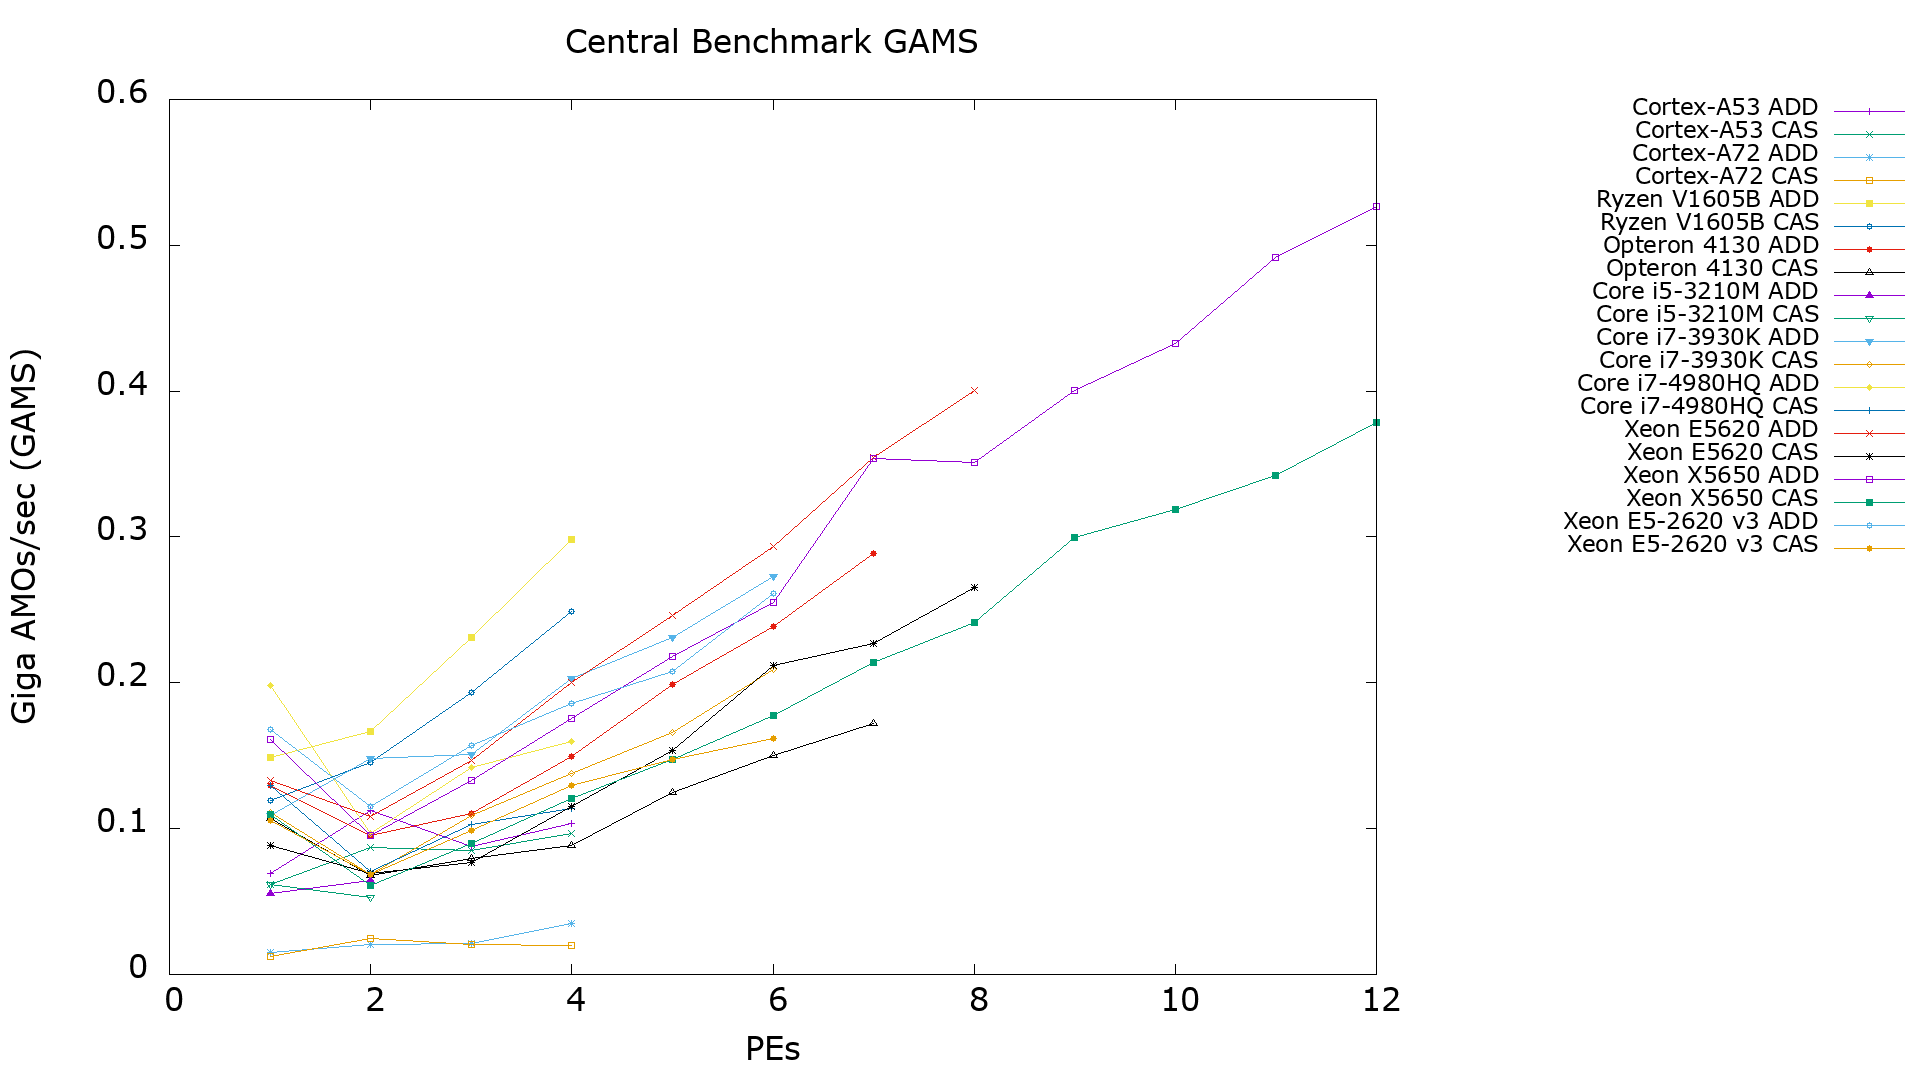 Central Benchmark GAMS
0.6
0.5
0.4
0.3
0.2
0.1
0
Giga AMOs/sec (GAMS)
0 2 4 6 8 10 12
PEs
Cortex-A53 ADD
Cortex-A53 CAS
Cortex-A72 ADD
Cortex-A72 CAS
Ryzen V1605B ADD
Ryzen V1605B CAS
Opteron 4130 ADD
Opteron 4130 CAS
Core i5-3210M ADD
Core i5-3210M CAS
Core i7-3930K ADD
Core i7-3930K CAS
Core i7-4980HQ ADD
Core i7-4980HQ CAS
Xeon E5620 ADD
Xeon E5620 CAS
Xeon X5650 ADD
Xeon X5650 CAS
Xeon E5-2620 v3 ADD
Xeon E5-2620 v3 CAS